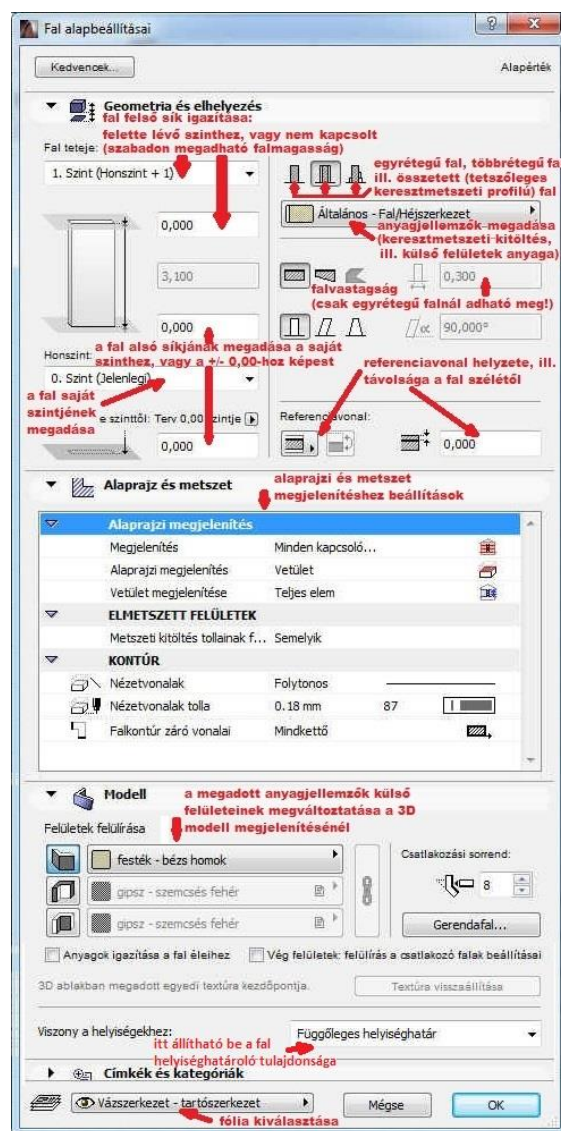 Fal alapbeállításai
Kedvencek...
Alapérték
Geometria és elhelyezés
fal felső sík igazítása:
felette lévő szinthez, vagy nem kapcsolt
Fal teteje: (szabadon megadható falmagasság)
1. Szint (Honszint + 1)
egyrétegű fal, többrétegű fa
ill. összetett (tetszőleges
keresztmetszeti profilú) fal
0,000
Általános - Fal/Héjszerkezet
anyagjellemzők megadása
(keresztmetszeti kitöltés,
ill. külső felületek anyaga)
3,100
0,300
falvastagság
(csak egyrétegű falnál adható meg!)
0,000
α 90,000°
a fal alsó síkjának megadása a saját
Honszint: szinthez, vagy a +/- 0,00-hoz képest
0. Szint (Jelenlegi)
referenciavonal helyzete, ill.
távolsága a fal szélétől
a fal saját
szintjének
megadása
e szinttől: Terv 0,00 szintje
Referenciavonal:
0,000
0,000
Alaprajz és metszet
alaprajzi és metszet
megjelenítéshez beállítások
Alaprajzi megjelenítés
Megjelenítés Minden kapcsoló...
Alaprajzi megjelenítés Vetület
Vetület megjelenítése Teljes elem
ELMETSZETT FELÜLETEK
Metszeti kitöltés tollainak f... Semelyik
KONTÚR
Nézetvonalak Folytonos
Nézetvonalak tolla 0.18 mm 87
Falkontúr záró vonalai Mindkettő
Modell
a megadott anyagjellemzők külső
felületeinek megváltoztatása a 3D
modell megjelenítésénél
Felületek felülírása
festék - bézs homok
Csatlakozási sorrend:
gipsz - szemcsés fehér
8
gipsz - szemcsés fehér
Gerendafal...
Anyagok igazítása a fal éleihez
Vég felületek: felülírás a csatlakozó falak beállításai
3D ablakban megadott egyedi textúra kezdőpontja.
Textúra visszaállítása
Viszony a helyiségekhez:
Függőleges helyiséghatár
itt állítható be a fal
helyiséghatároló tulajdonsága
Címkék és kategóriák
Vázszerkezet - tartószerkezet
Mégse
OK
fólia kiválasztása